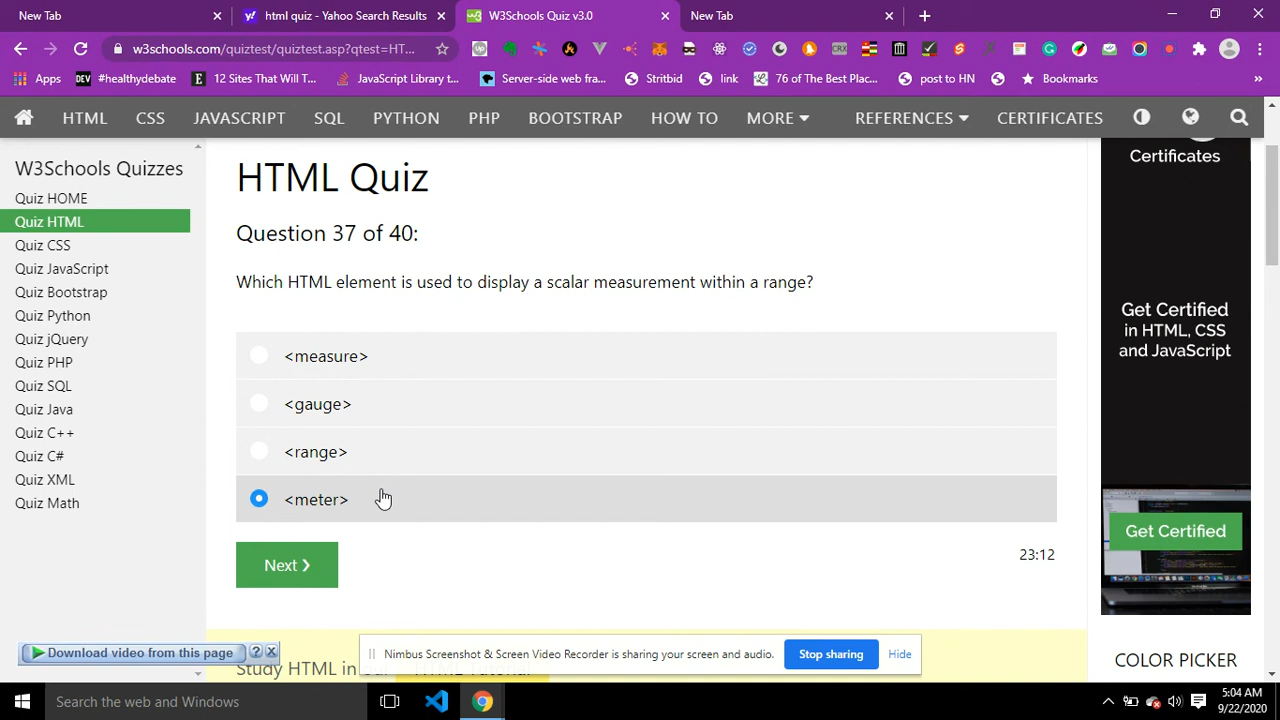 New Tab
html quiz - Yahoo Search Results
W3Schools Quiz v3.0
New Tab
w3schools.com/quiztest/quiztest.asp?qtest=HT...
Apps
#healthydebate
12 Sites That Will T...
JavaScript Library t...
Server-side web fra...
Stritbid
link
76 of The Best Plac...
post to HN
Bookmarks
HTML
CSS
JAVASCRIPT
SQL
PYTHON
PHP
BOOTSTRAP
HOW TO
MORE
REFERENCES
CERTIFICATES
W3Schools Quizzes
Quiz HOME
Quiz HTML
Quiz CSS
Quiz JavaScript
Quiz Bootstrap
Quiz Python
Quiz jQuery
Quiz PHP
Quiz SQL
Quiz Java
Quiz C++
Quiz C#
Quiz XML
Quiz Math
HTML Quiz
Question 37 of 40:
Which HTML element is used to display a scalar measurement within a range?
<measure>
<gauge>
<range>
<meter>
Next ❯
23:12
Study HTML in our
HTML Tutorial
Certificates
Get Certified
in HTML, CSS
and JavaScript
Get Certified
COLOR PICKER
Download video from this page
Nimbus Screenshot & Screen Video Recorder is sharing your screen and audio.
Stop sharing
Hide
Search the web and Windows
5:04 AM
9/22/2020